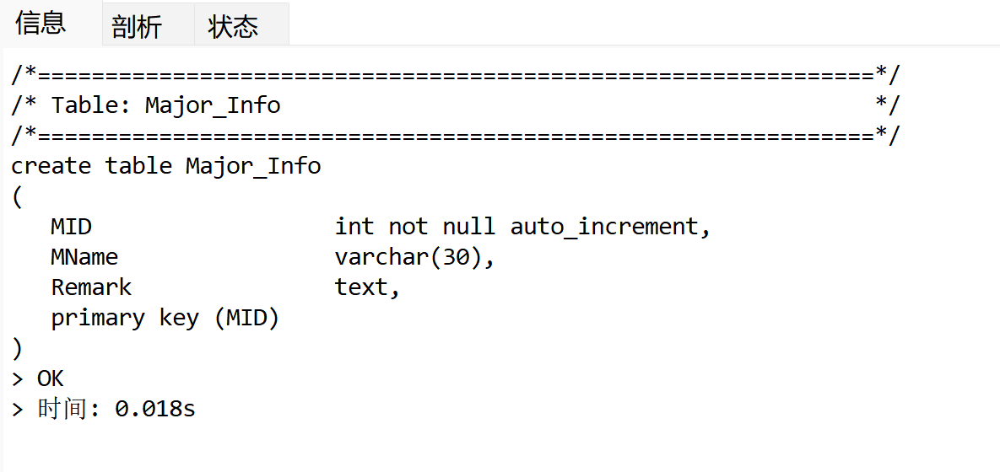 信息 剖析 状态
/*==============================================================*/
/* Table: Major_Info                                            */
/*==============================================================*/
create table Major_Info
(
   MID                  int not null auto_increment,
   MName                varchar(30),
   Remark               text,
   primary key (MID)
)
> OK
> 时间: 0.018s